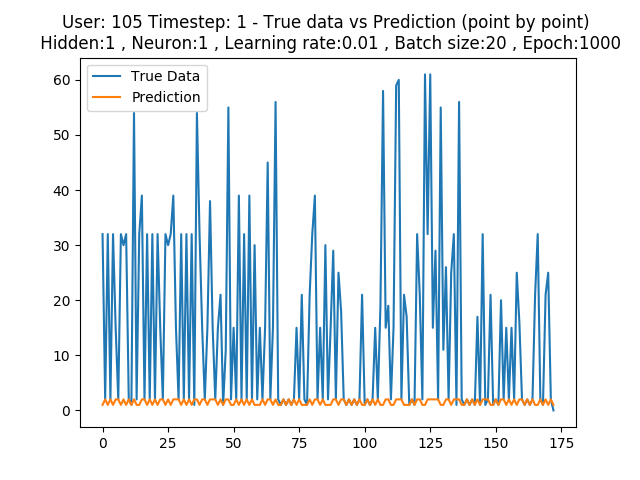 User: 105 Timestep: 1 - True data vs Prediction (point by point)
Hidden:1 , Neuron:1 , Learning rate:0.01 , Batch size:20 , Epoch:1000
True Data
Prediction
60
50
40
30
20
10
0
0 25 50 75 100 125 150 175